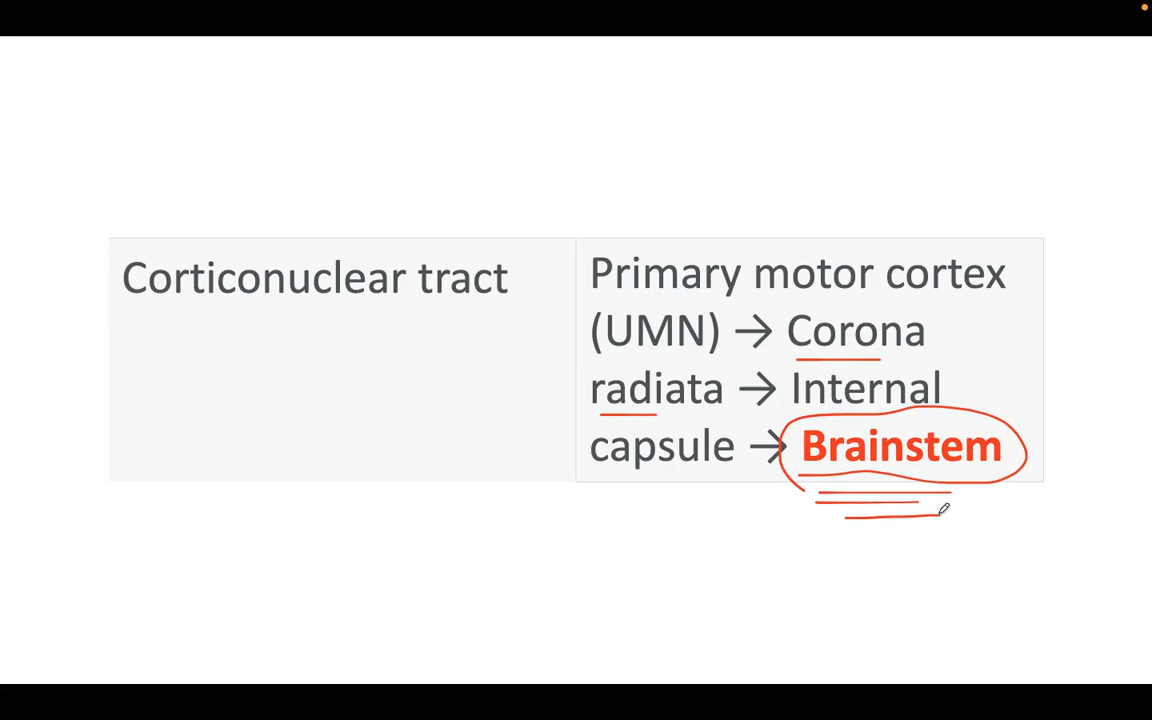 Corticonuclear tract
Primary motor cortex
(UMN) → Corona
radiata → Internal
capsule → Brainstem